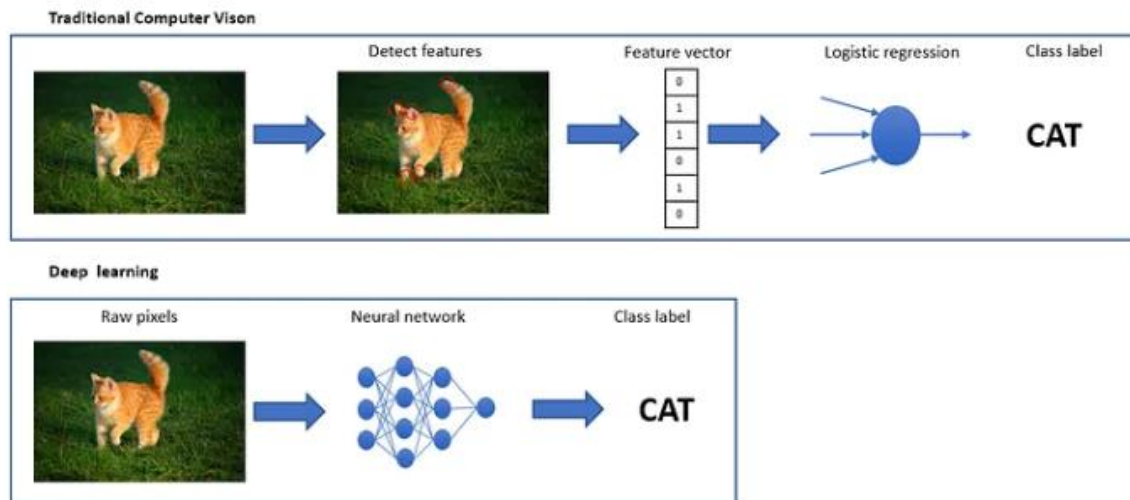 Traditional Computer Vison
Detect features
Feature vector
Logistic regression
Class label
0
1
1
0
1
0
CAT
Deep learning
Raw pixels
Neural network
Class label
CAT